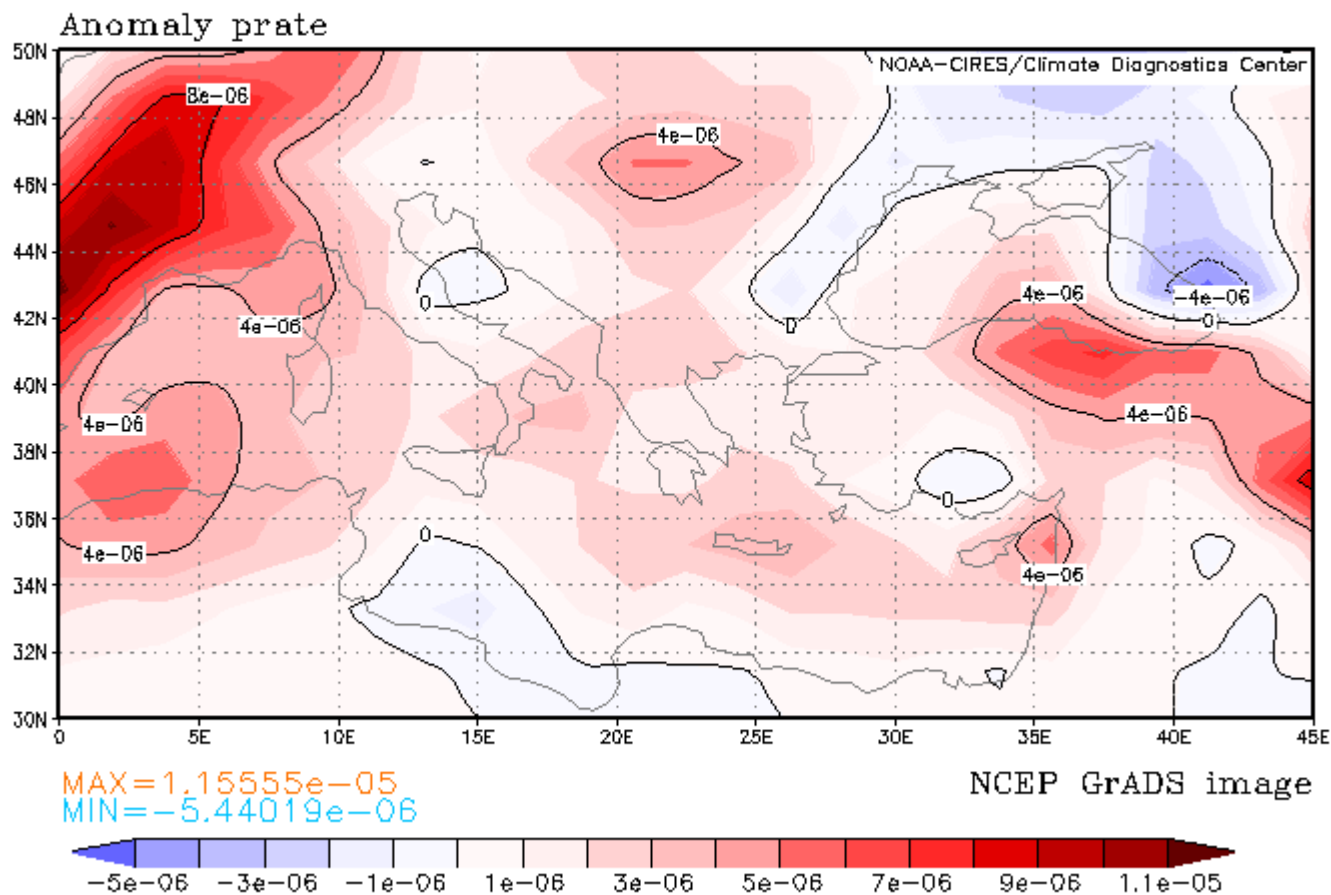 Anomaly prate
50N
NOAA-CIRES/Climate Diagnostics Center
8e-06
48N
4e-06
46N
44N
4e-06
-4e-06
0
42N
4e-06
0
0
40N
4e-06
4e-06
38N
0
36N
0
4e-06
4e-06
34N
32N
30N
0 5E 10E 15E 20E 25E 30E 35E 40E 45E
MAX=1.15555e-05
NCEP GrADS image
MIN=-5.44019e-06
-5e-06 -3e-06 -1e-06 1e-06 3e-06 5e-06 7e-06 9e-06 1.1e-05